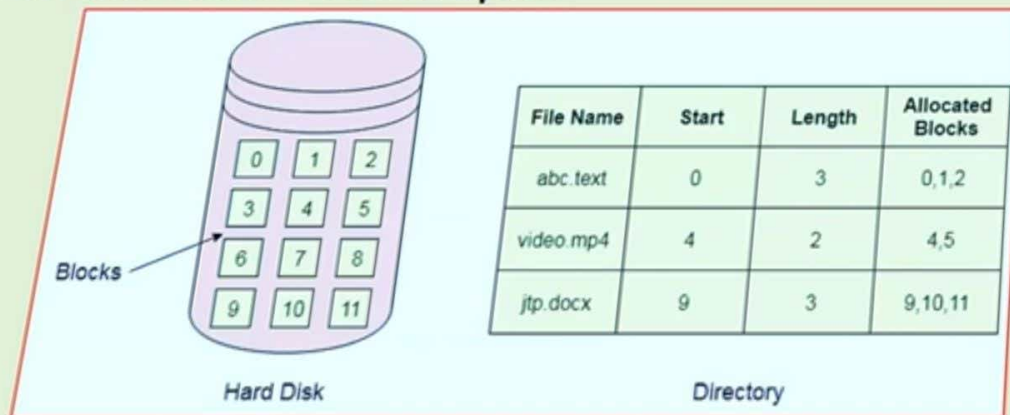 0 1 2
3 4 5
6 7 8
9 10 11
Blocks
Hard Disk
File Name Start Length Allocated Blocks
abc.text 0 3 0,1,2
video.mp4 4 2 4,5
jtp.docx 9 3 9,10,11
Directory